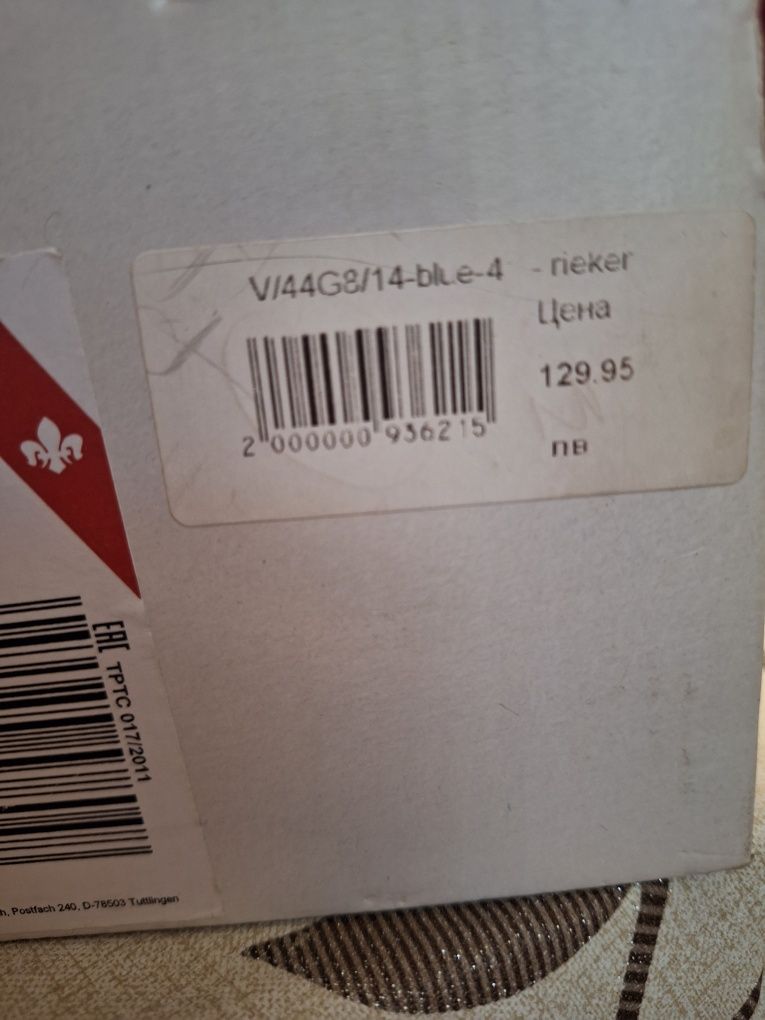 V/44G8/14-blue-4 - rieker
Цена
129.95
2 000000 936215
пв
EAC
TPTC 017/2011
h, Postfach 240, D-78503 Tuttlingen